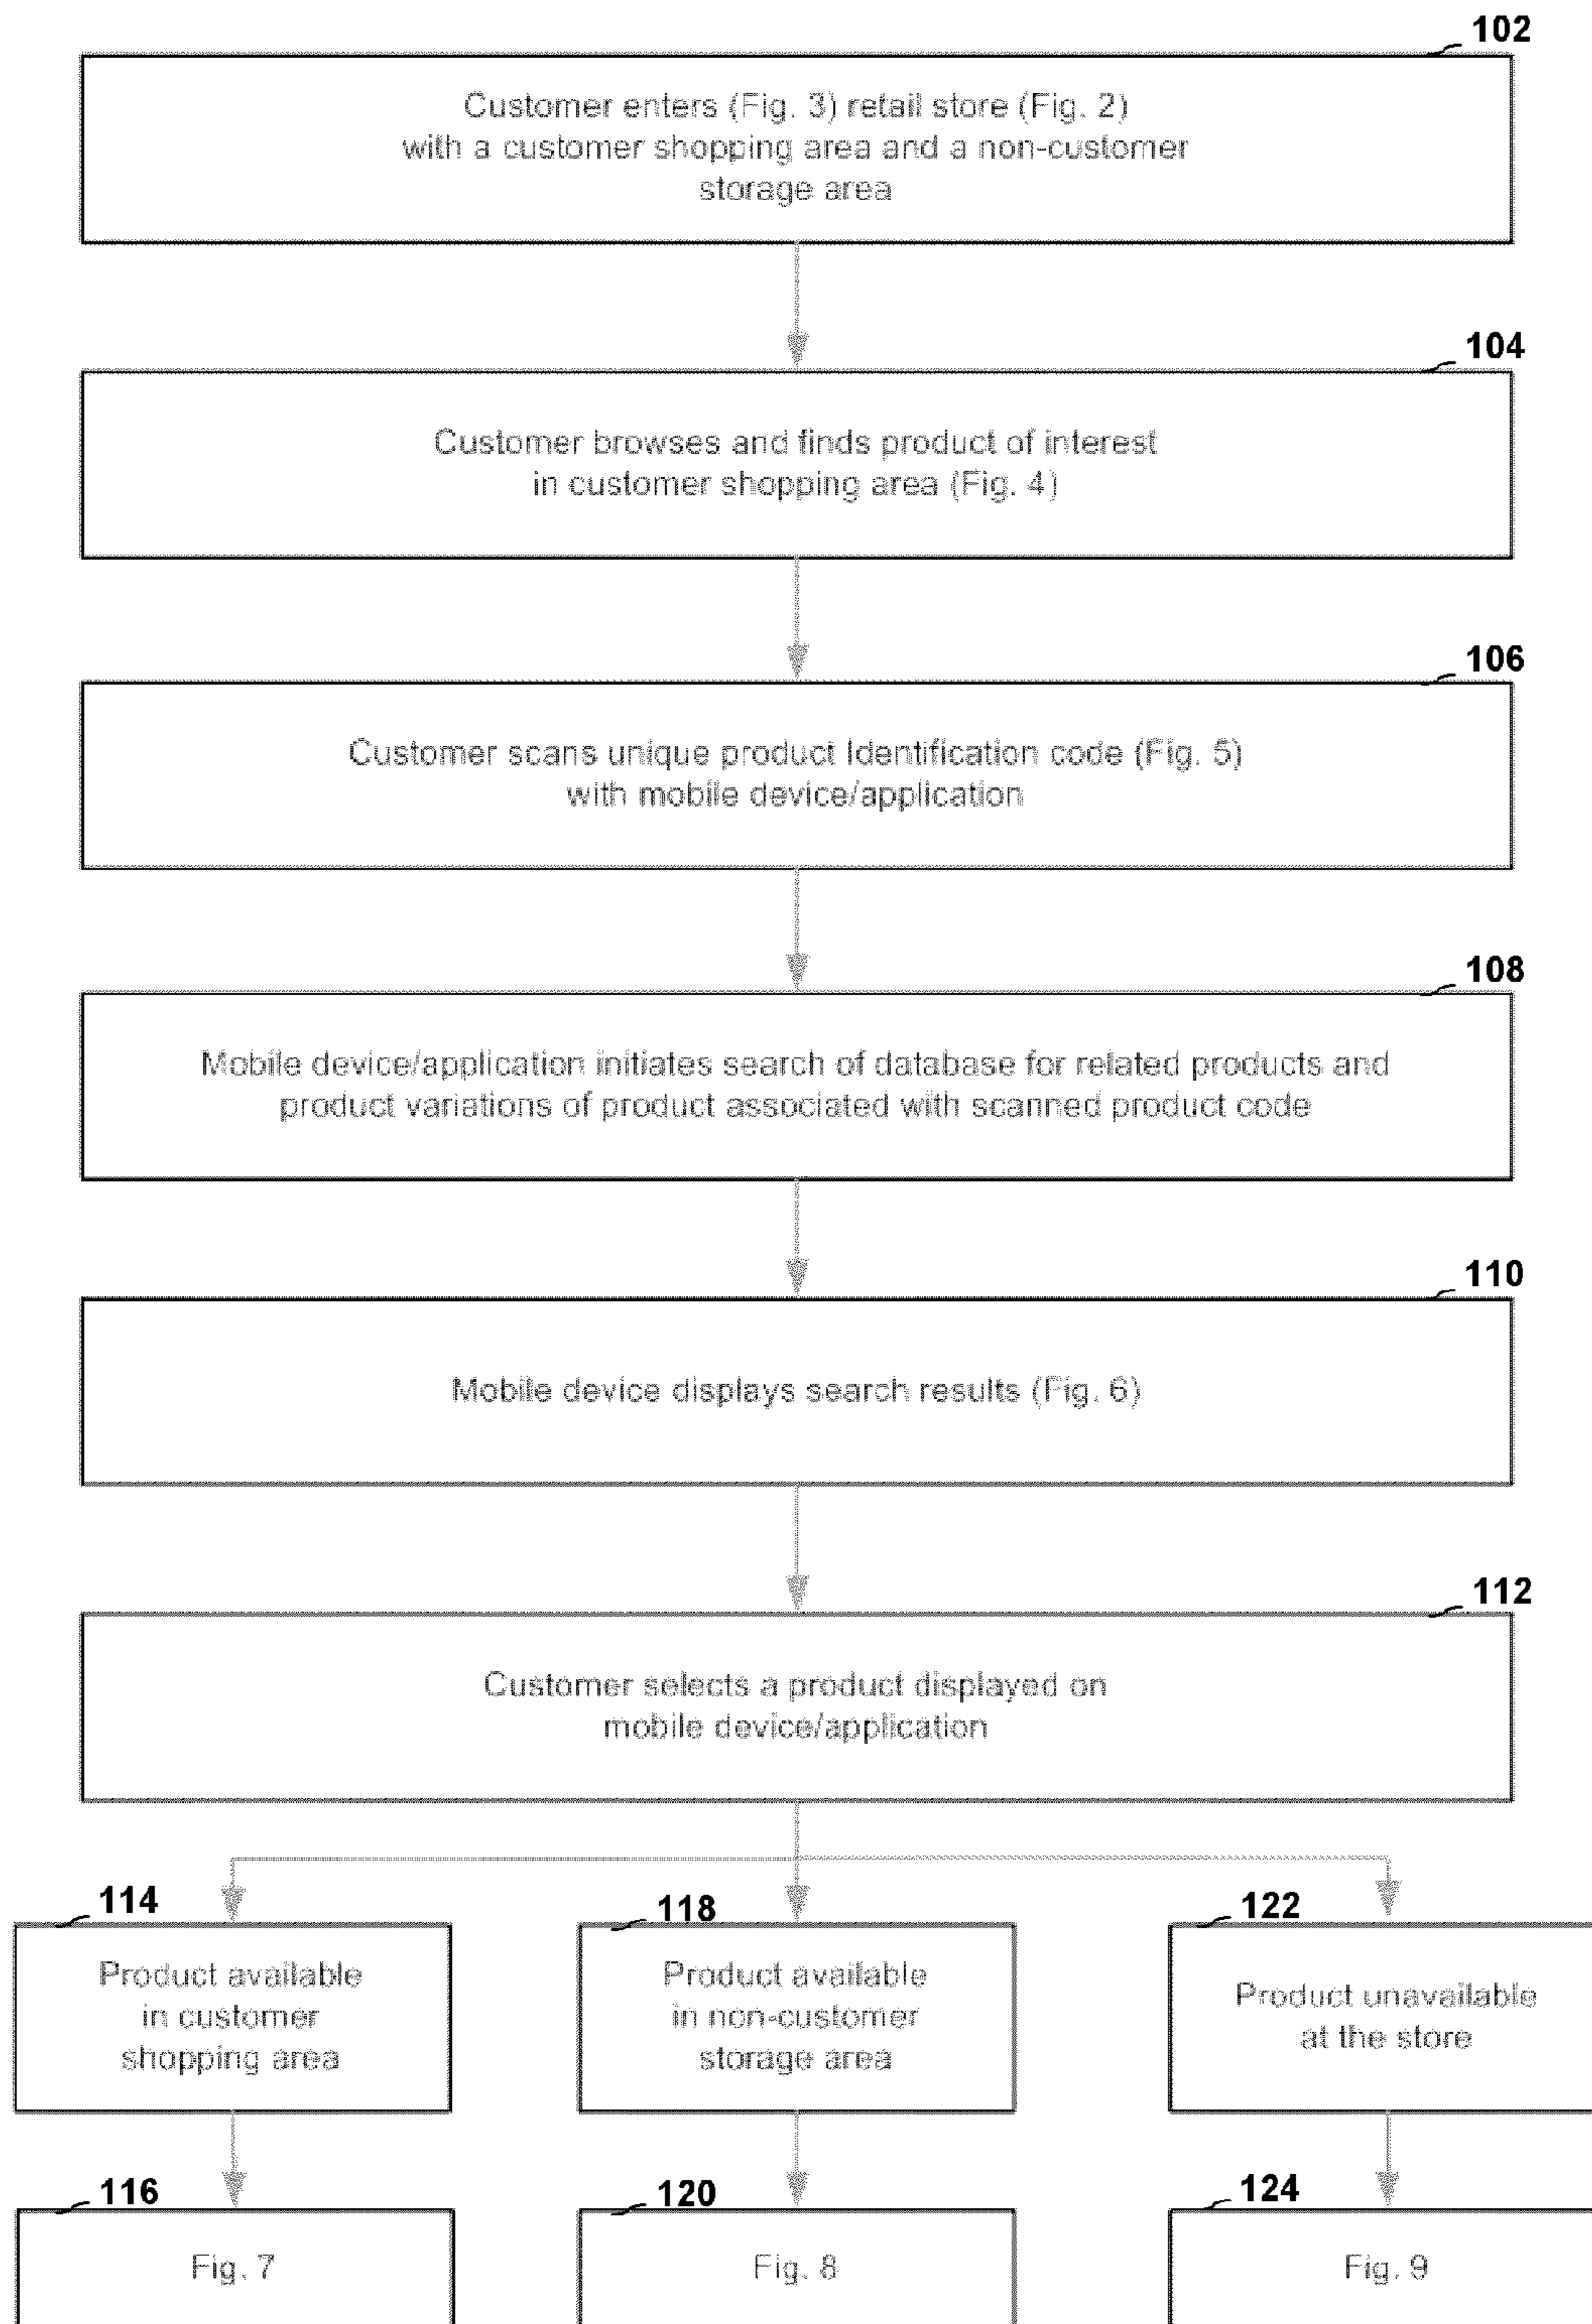 102
Customer enters (Fig. 3) retail store (Fig. 2)
with a customer shopping area and a non-customer
storage area
104
Customer browses and finds product of interest
in customer shopping area (Fig. 4)
106
Customer scans unique product Identification code (Fig. 5)
with mobile device/application
108
Mobile device/application initiates search of database for related products and
product variations of product associated with scanned product code
110
Mobile device displays search results (Fig. 6)
112
Customer selects a product displayed on
mobile device/application
114
Product available
in customer
shopping area
118
Product available
in non-customer
storage area
122
Product unavailable
at the store
116
Fig. 7
120
Fig. 8
124
Fig. 9